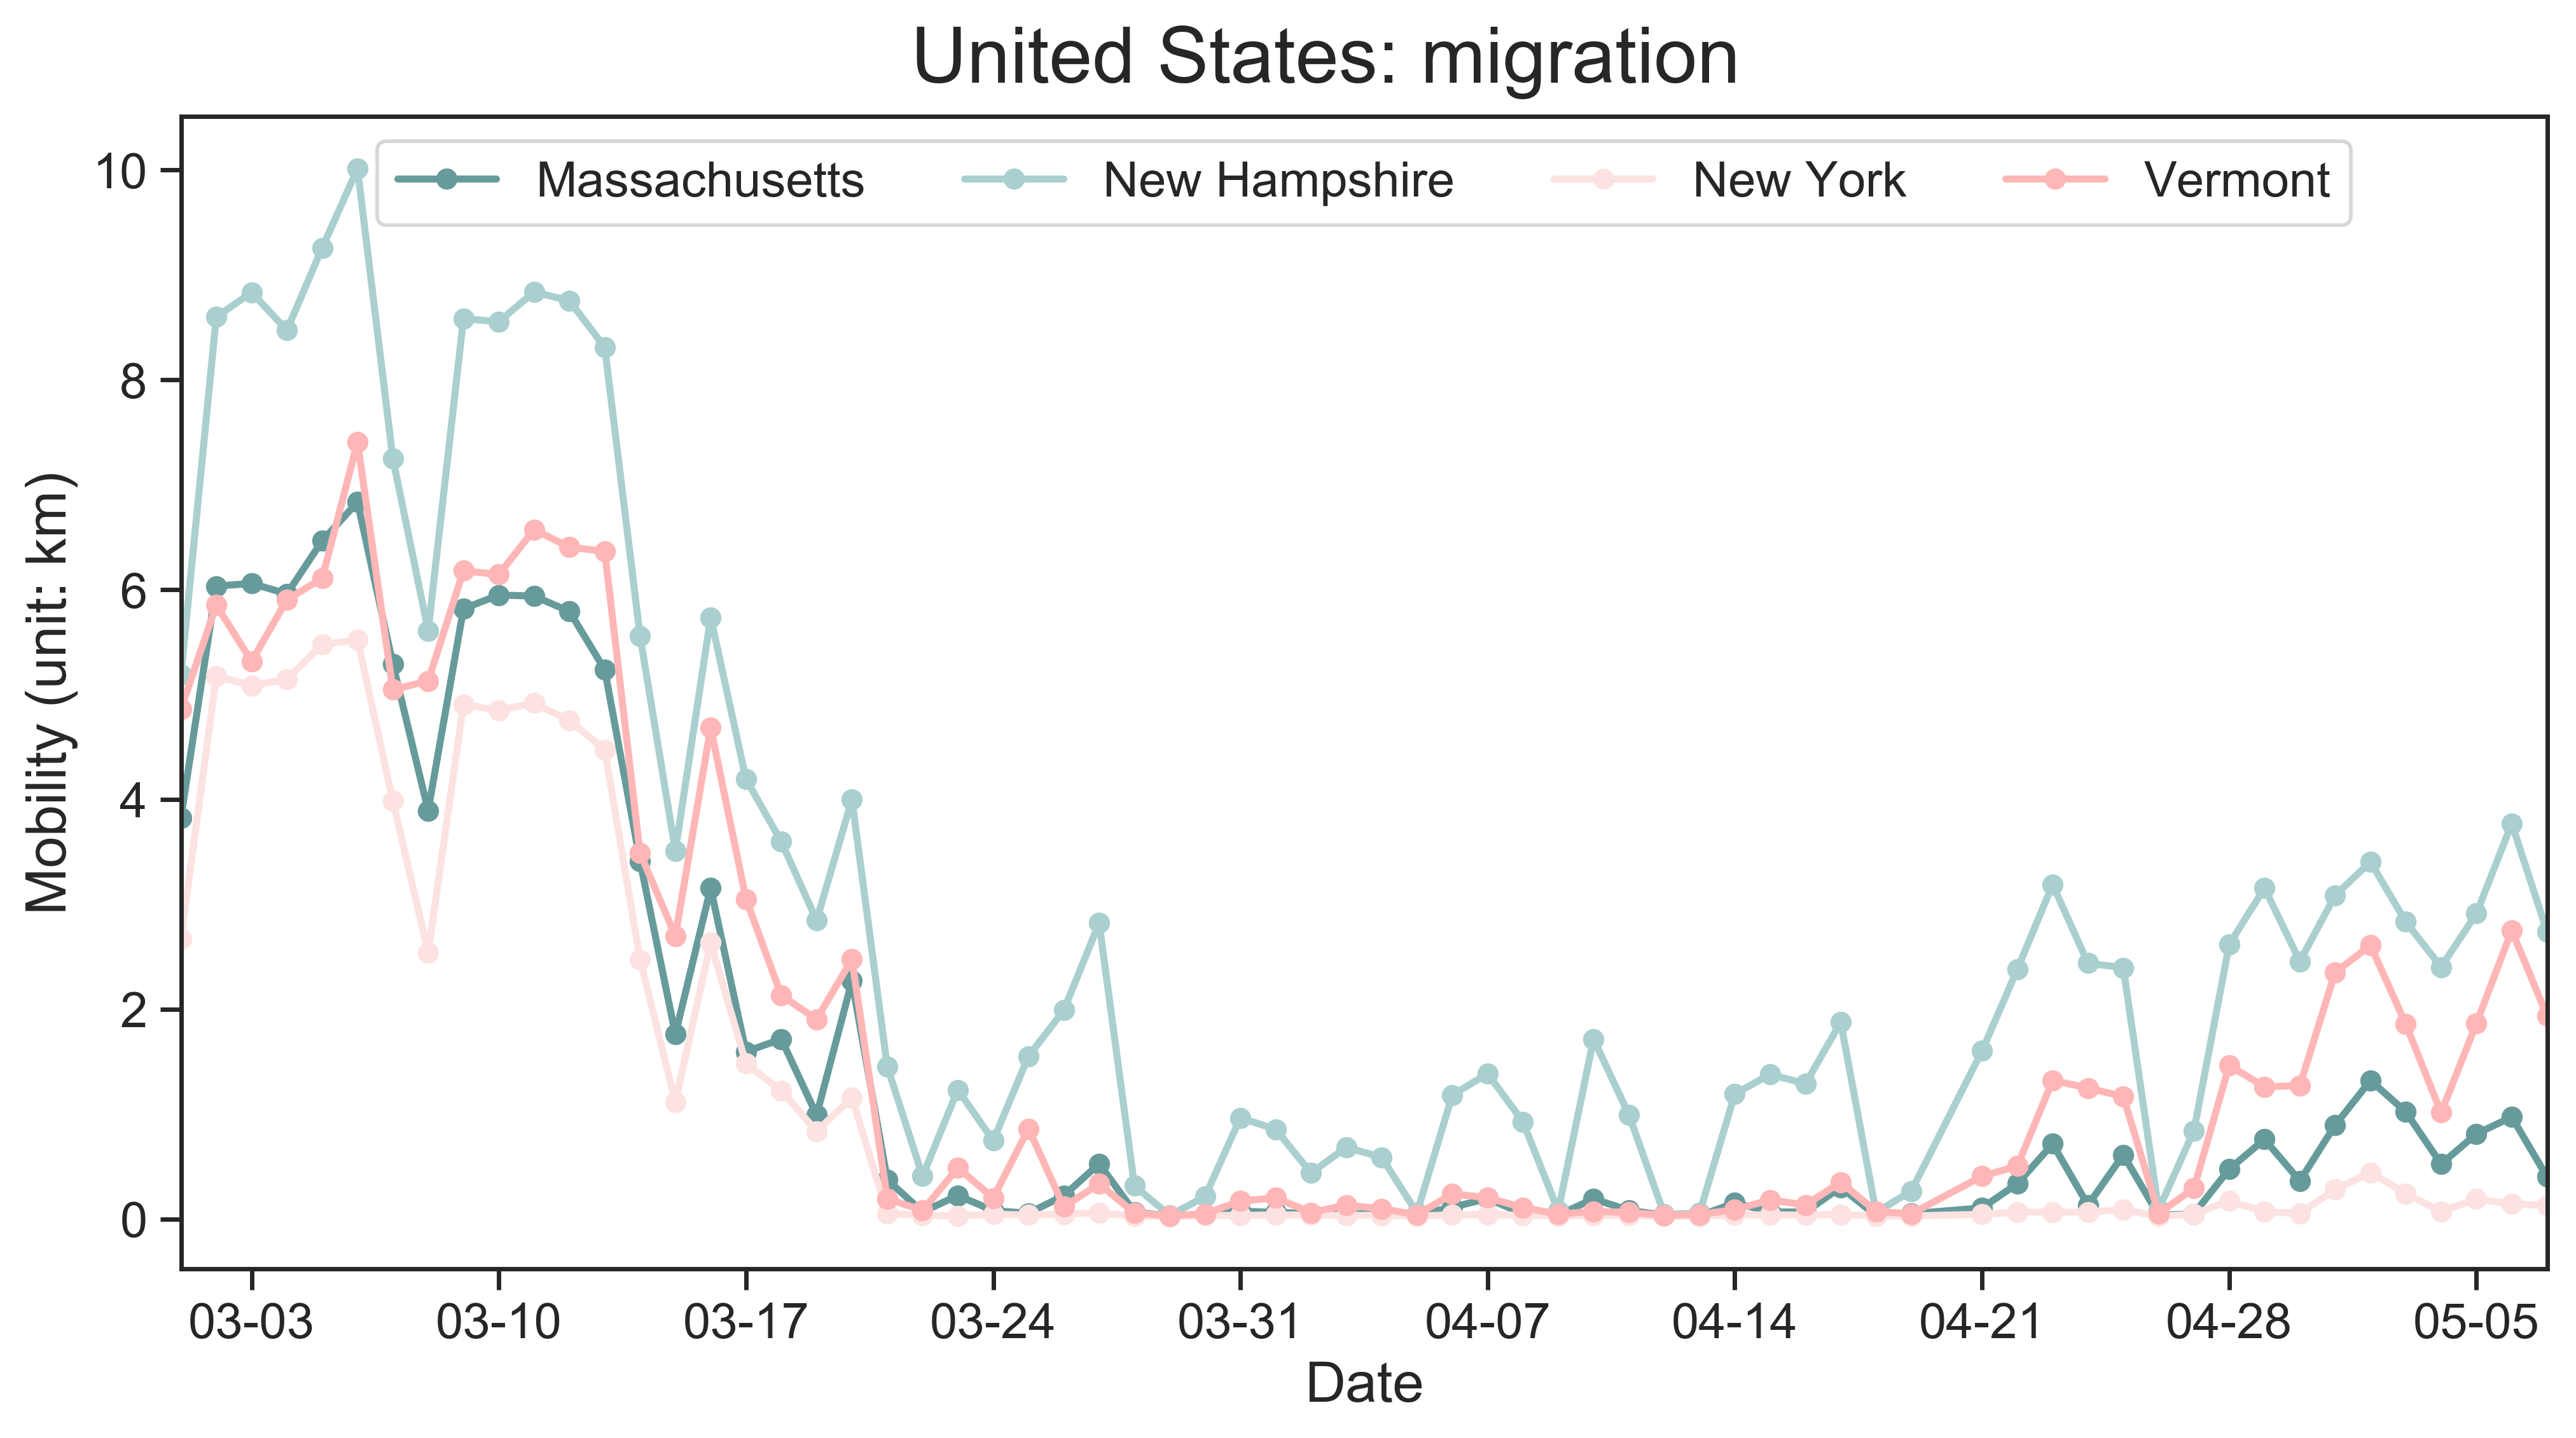 United States: migration
Massachusetts New Hampshire New York Vermont
10
8
6
4
2
0
Mobility (unit: km)
03-03 03-10 03-17 03-24 03-31 04-07 04-14 04-21 04-28 05-05
Date